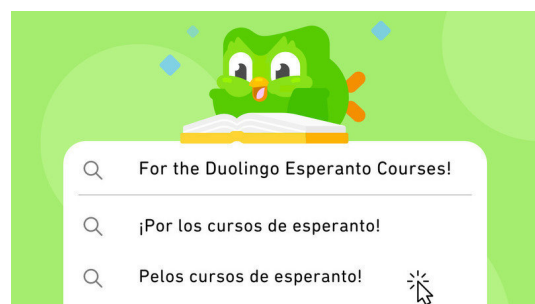 For the Duolingo Esperanto Courses!
¡Por los cursos de esperanto!
Pelos cursos de esperanto!